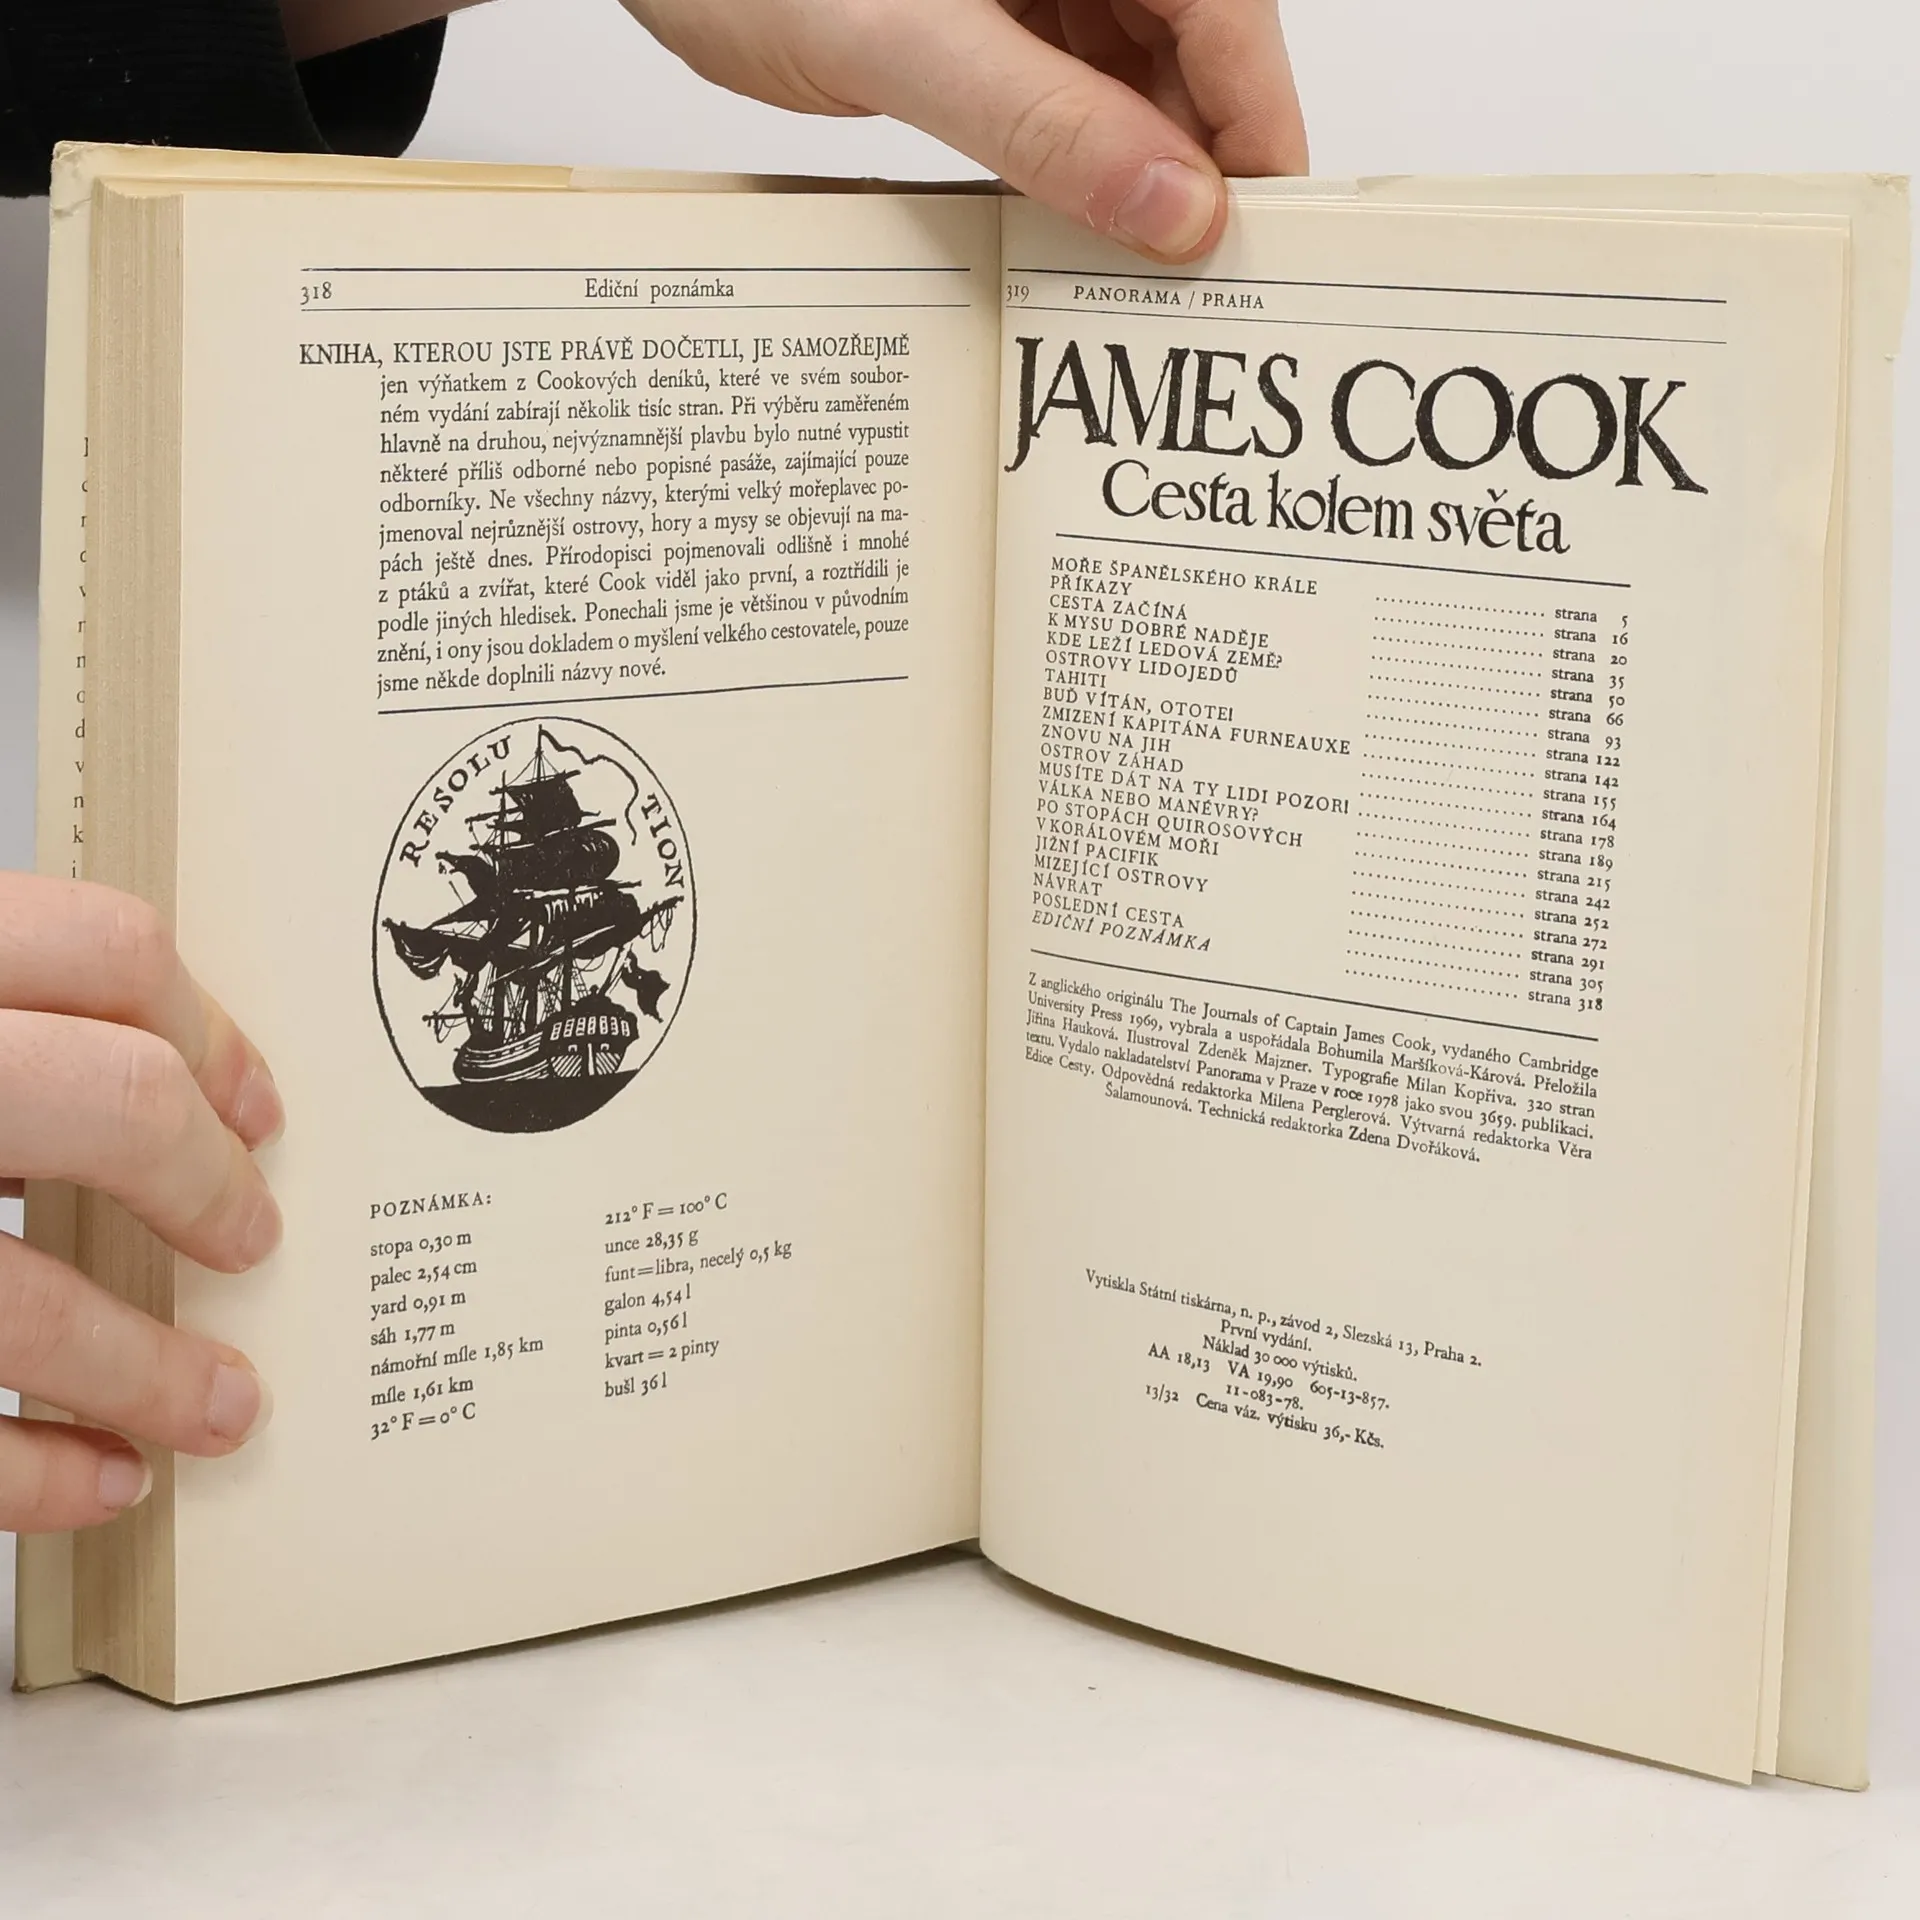 318
Ediční poznámka
KNIHA, KTEROU JSTE PRÁVĚ DOČETLI, JE SAMOZŘEJMĚ
jen výňatkem z Cookových deníků, které ve svém soubor-
ném vydání zabírají několik tisíc stran. Při výběru zaměřeném
hlavně na druhou, nejvýznamnější plavbu bylo nutné vypustit
některé příliš odborné nebo popisné pasáže, zajímající pouze
odborníky. Ne všechny názvy, kterými velký mořeplavec po-
jmenoval nejrůznější ostrovy, hory a mysy se objevují na ma-
pách ještě dnes. Přírodopisci pojmenovali odlišně i mnohé
z ptáků a zvířat, které Cook viděl jako první, a roztřídili je
podle jiných hledisek. Ponechali jsme je většinou v původním
znění, i ony jsou dokladem o myšlení velkého cestovatele, pouze
jsme někde doplnili názvy nové.
RESOLU
TION
POZNÁMKA:
stopa 0,30 m
palec 2,54 cm
yard 0,91 m
sáh 1,77 m
námořní míle 1,85 km
míle 1,61 km
32° F = 0° C
212° F = 100° C
unce 28,35 g
funt = libra, necelý 0,5 kg
galon 4,54 l
pinta 0,56 l
kvart = 2 pinty
bušl 36 l
319 PANORAMA / PRAHA
JAMES COOK
Cesta kolem světa
MOŘE ŠPANĚLSKÉHO KRÁLE ........ strana 5
PŘÍKAZY ........ strana 16
CESTA ZAČÍNÁ ........ strana 20
K MYSU DOBRÉ NADĚJE ........ strana 35
KDE LEŽÍ LEDOVÁ ZEMĚ? ........ strana 50
OSTROVY LIDOJEDŮ ........ strana 66
TAHITI ........ strana 93
BUĎ VÍTÁN, OTOTE! ........ strana 122
ZMIZENÍ KAPITÁNA FURNEAUXE ........ strana 142
ZNOVU NA JIH ........ strana 155
OSTROV ZÁHAD ........ strana 164
MUSÍTE DÁT NA TY LIDI POZOR! ........ strana 178
VÁLKA NEBO MANÉVRY? ........ strana 189
PO STOPÁCH QUIROSOVÝCH ........ strana 215
V KORÁLOVÉM MOŘI ........ strana 242
JIŽNÍ PACIFIK ........ strana 252
MIZEJÍCÍ OSTROVY ........ strana 272
NÁVRAT ........ strana 291
POSLEDNÍ CESTA ........ strana 305
EDIČNÍ POZNÁMKA ........ strana 318
Z anglického originálu The Journals of Captain James Cook, vydaného Cambridge
University Press 1969, vybrala a uspořádala Bohumila Maršíková-Kárová. Přeložila
Jiřina Hauková. Ilustroval Zdeněk Majzner. Typografie Milan Kopřiva. 320 stran
textu. Vydalo nakladatelství Panorama v Praze v roce 1978 jako svou 3659. publikaci.
Edice Cesty. Odpovědná redaktorka Milena Perglerová. Výtvarná redaktorka Věra
Šalamounová. Technická redaktorka Zdena Dvořáková.
Vytiskla Státní tiskárna, n. p., závod 2, Slezská 13, Praha 2.
První vydání.
Náklad 30 000 výtisků.
AA 18,13 VA 19,90 605-13-857.
11-083-78.
13/32 Cena váz. výtisku 36,- Kčs.